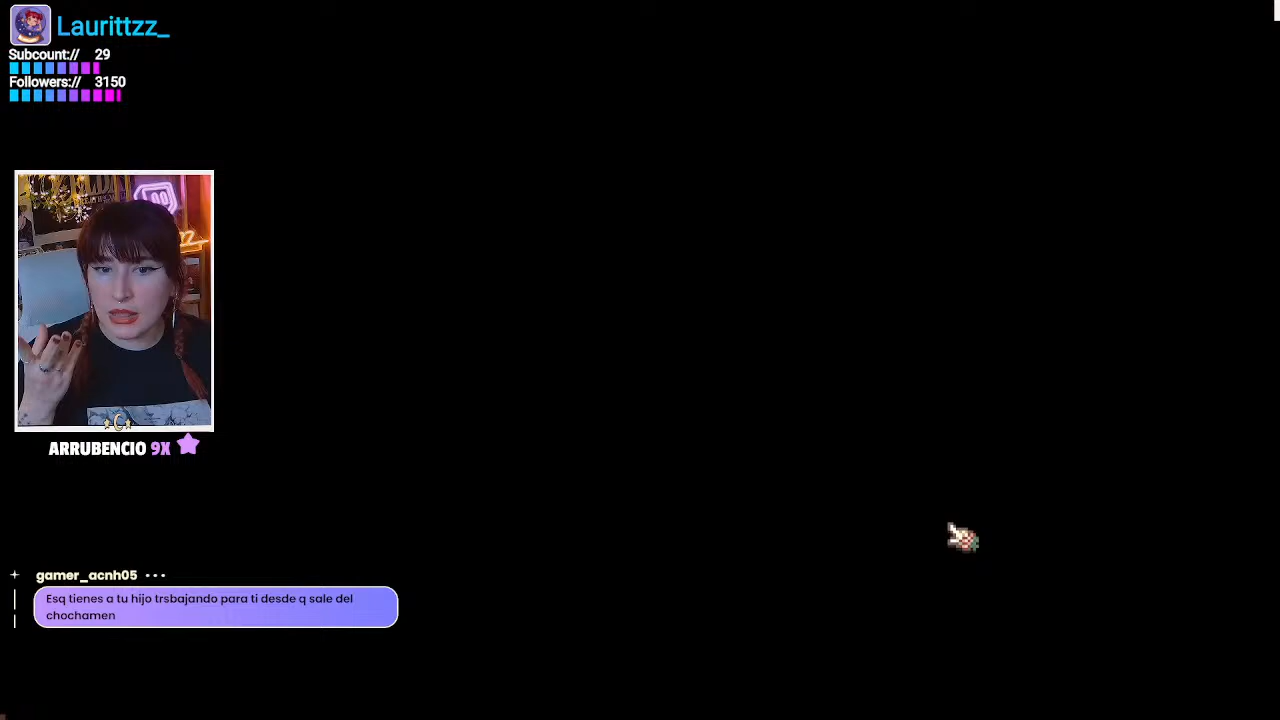 Laurittzz_
Subcount:// 29
Followers:// 3150
ARRUBENCIO 9X
gamer_acnh05
Esq tienes a tu hijo trsbajando para ti desde q sale del
chochamen